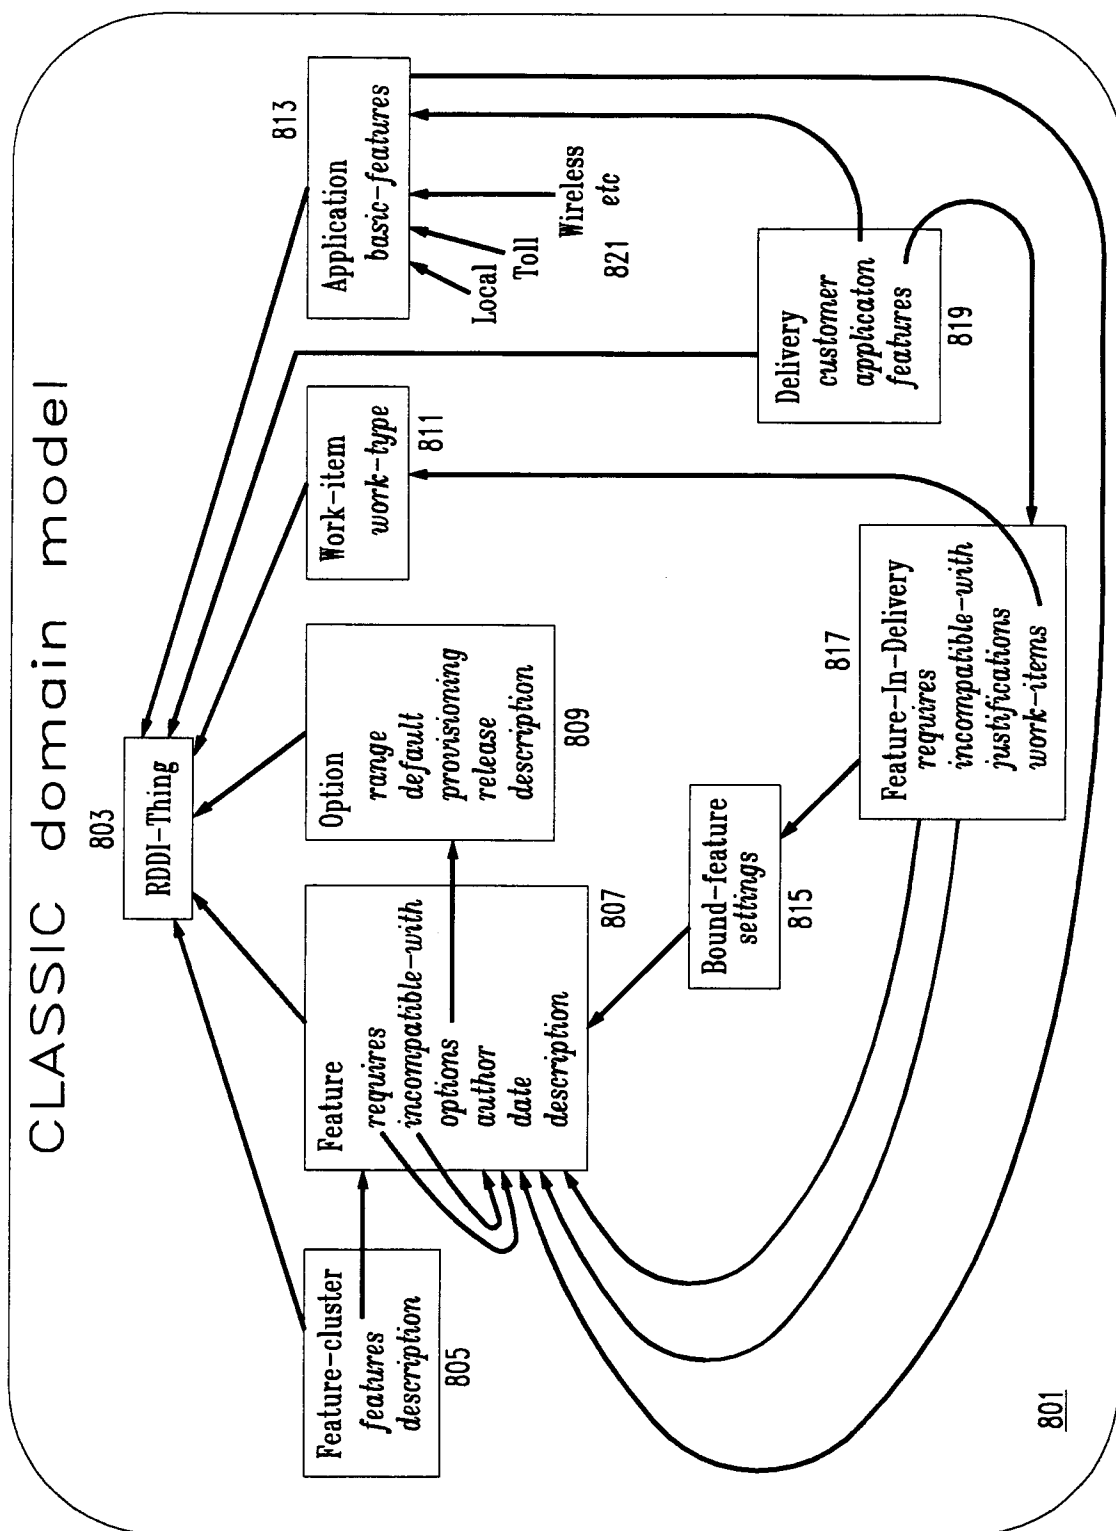 CLASSIC domain model
803
RDDI-Thing
813
Feature-cluster
features
description
805
Feature
requires
incompatible-with
options
author
date
description
807
Option
range
default
provisioning
release
description
809
Work-item
work-type
811
Application
basic-features
Local
Toll
Wireless
etc
821
Bound-feature
settings
815
Delivery
customer
applicaton
features
819
817
Feature-In-Delivery
requires
incompatible-with
justifications
work-items
801